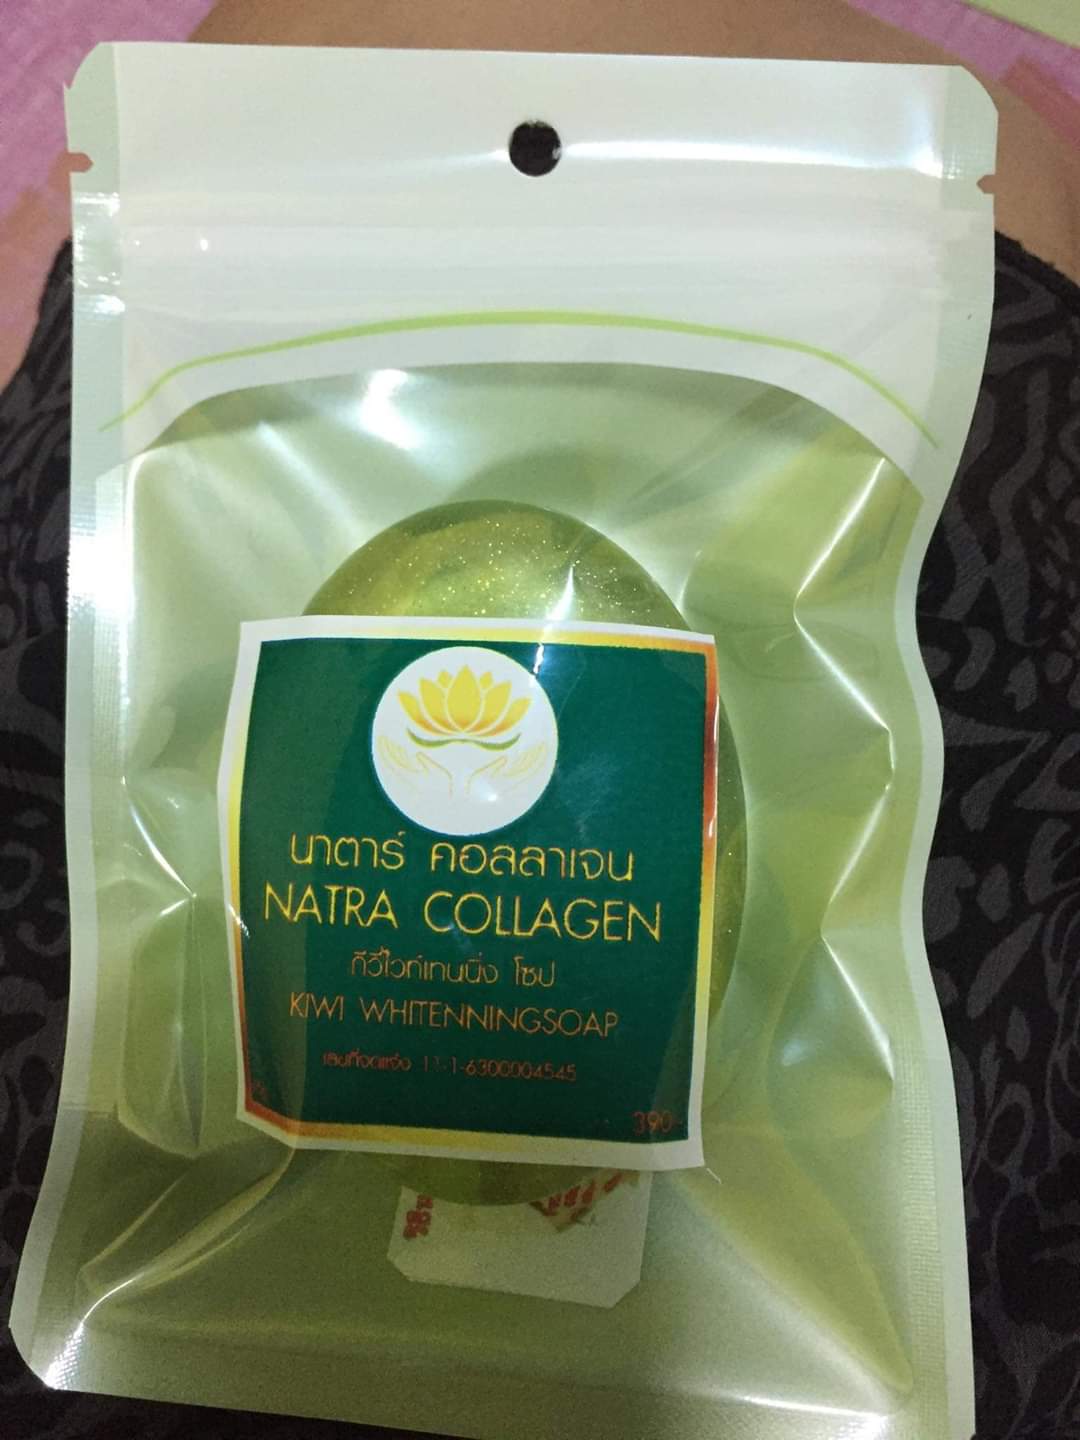 นาตาร์ คอลลาเจน
NATRA COLLAGEN
กีวี่ไวท์เทนนิ่ง โซป
KIWI WHITENNINGSOAP
เลขที่จดแจ้ง 11-1-6300004545
390.-